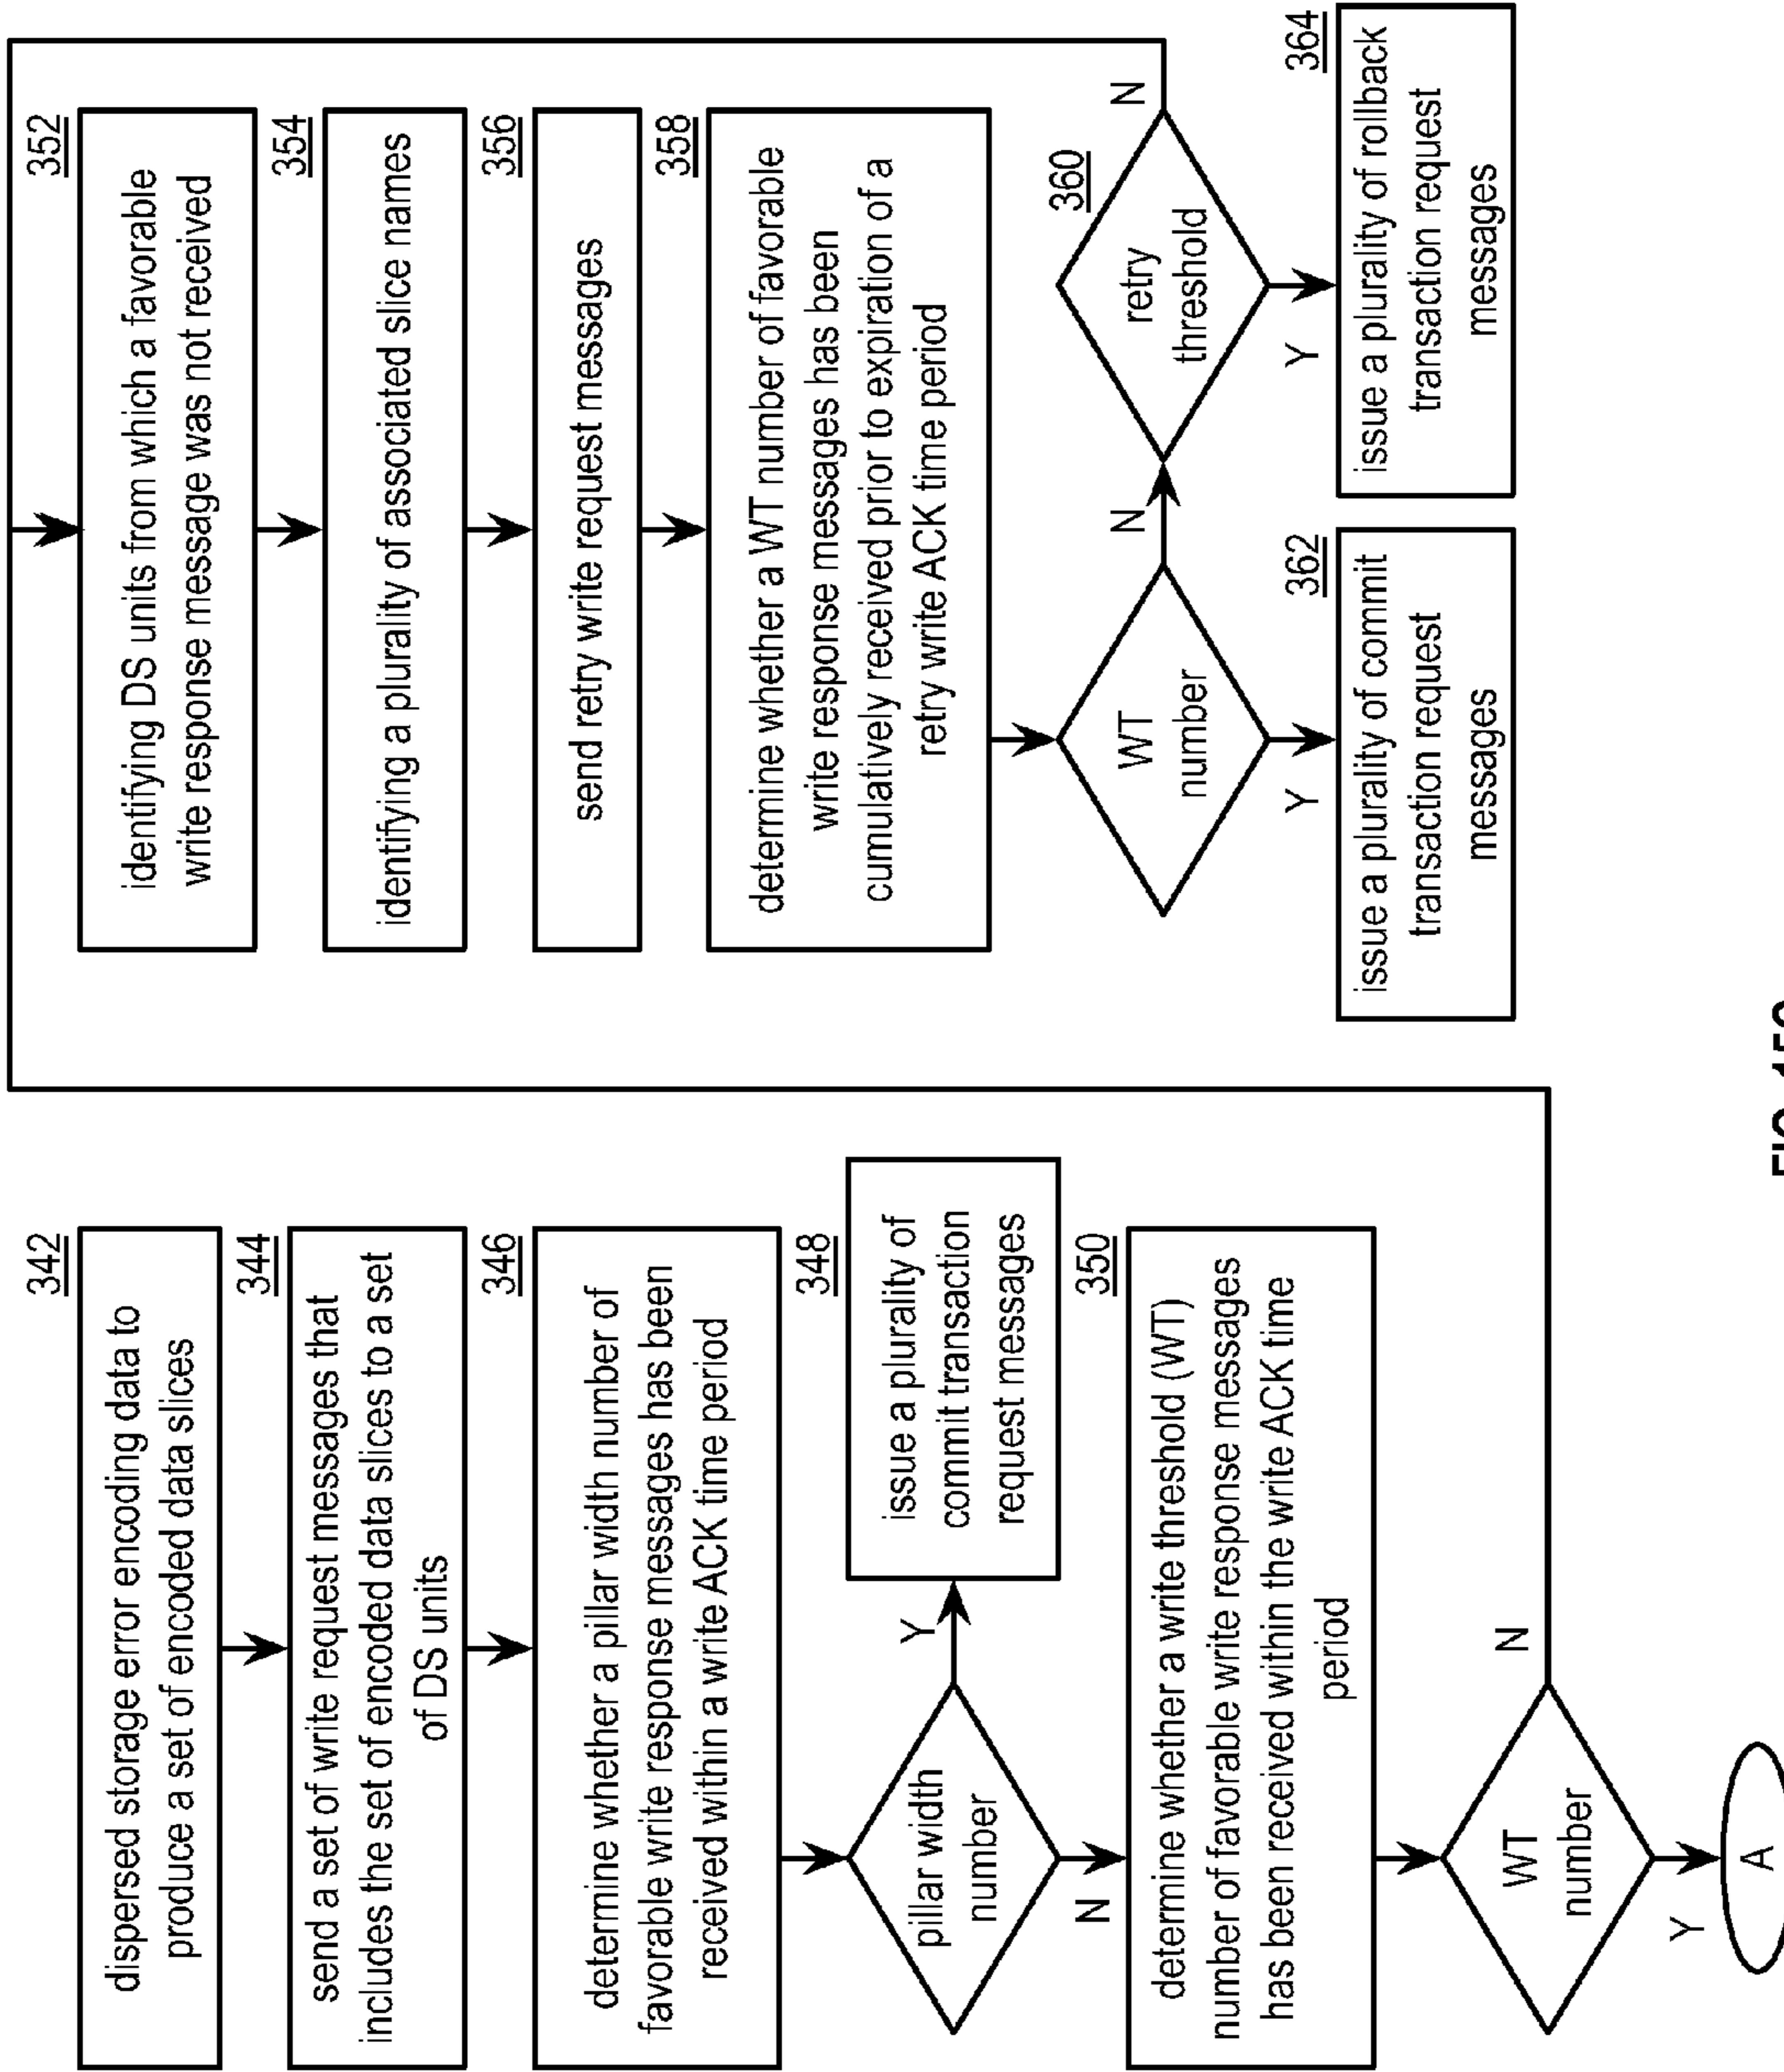 342
dispersed storage error encoding data to
produce a set of encoded data slices
344
send a set of write request messages that
includes the set of encoded data slices to a set
of DS units
346
determine whether a pillar width number of
favorable write response messages has been
received within a write ACK time period
pillar width
number
Y
N
348
issue a plurality of
commit transaction
request messages
350
determine whether a write threshold (WT)
number of favorable write response messages
has been received within the write ACK time
period
WT
number
N
Y
A
352
identifying DS units from which a favorable
write response message was not received
354
identifying a plurality of associated slice names
356
send retry write request messages
358
determine whether a WT number of favorable
write response messages has been
cumulatively received prior to expiration of a
retry write ACK time period
WT
number
N
Y
360
retry
threshold
N
Y
362
issue a plurality of commit
transaction request
messages
364
issue a plurality of rollback
transaction request
messages